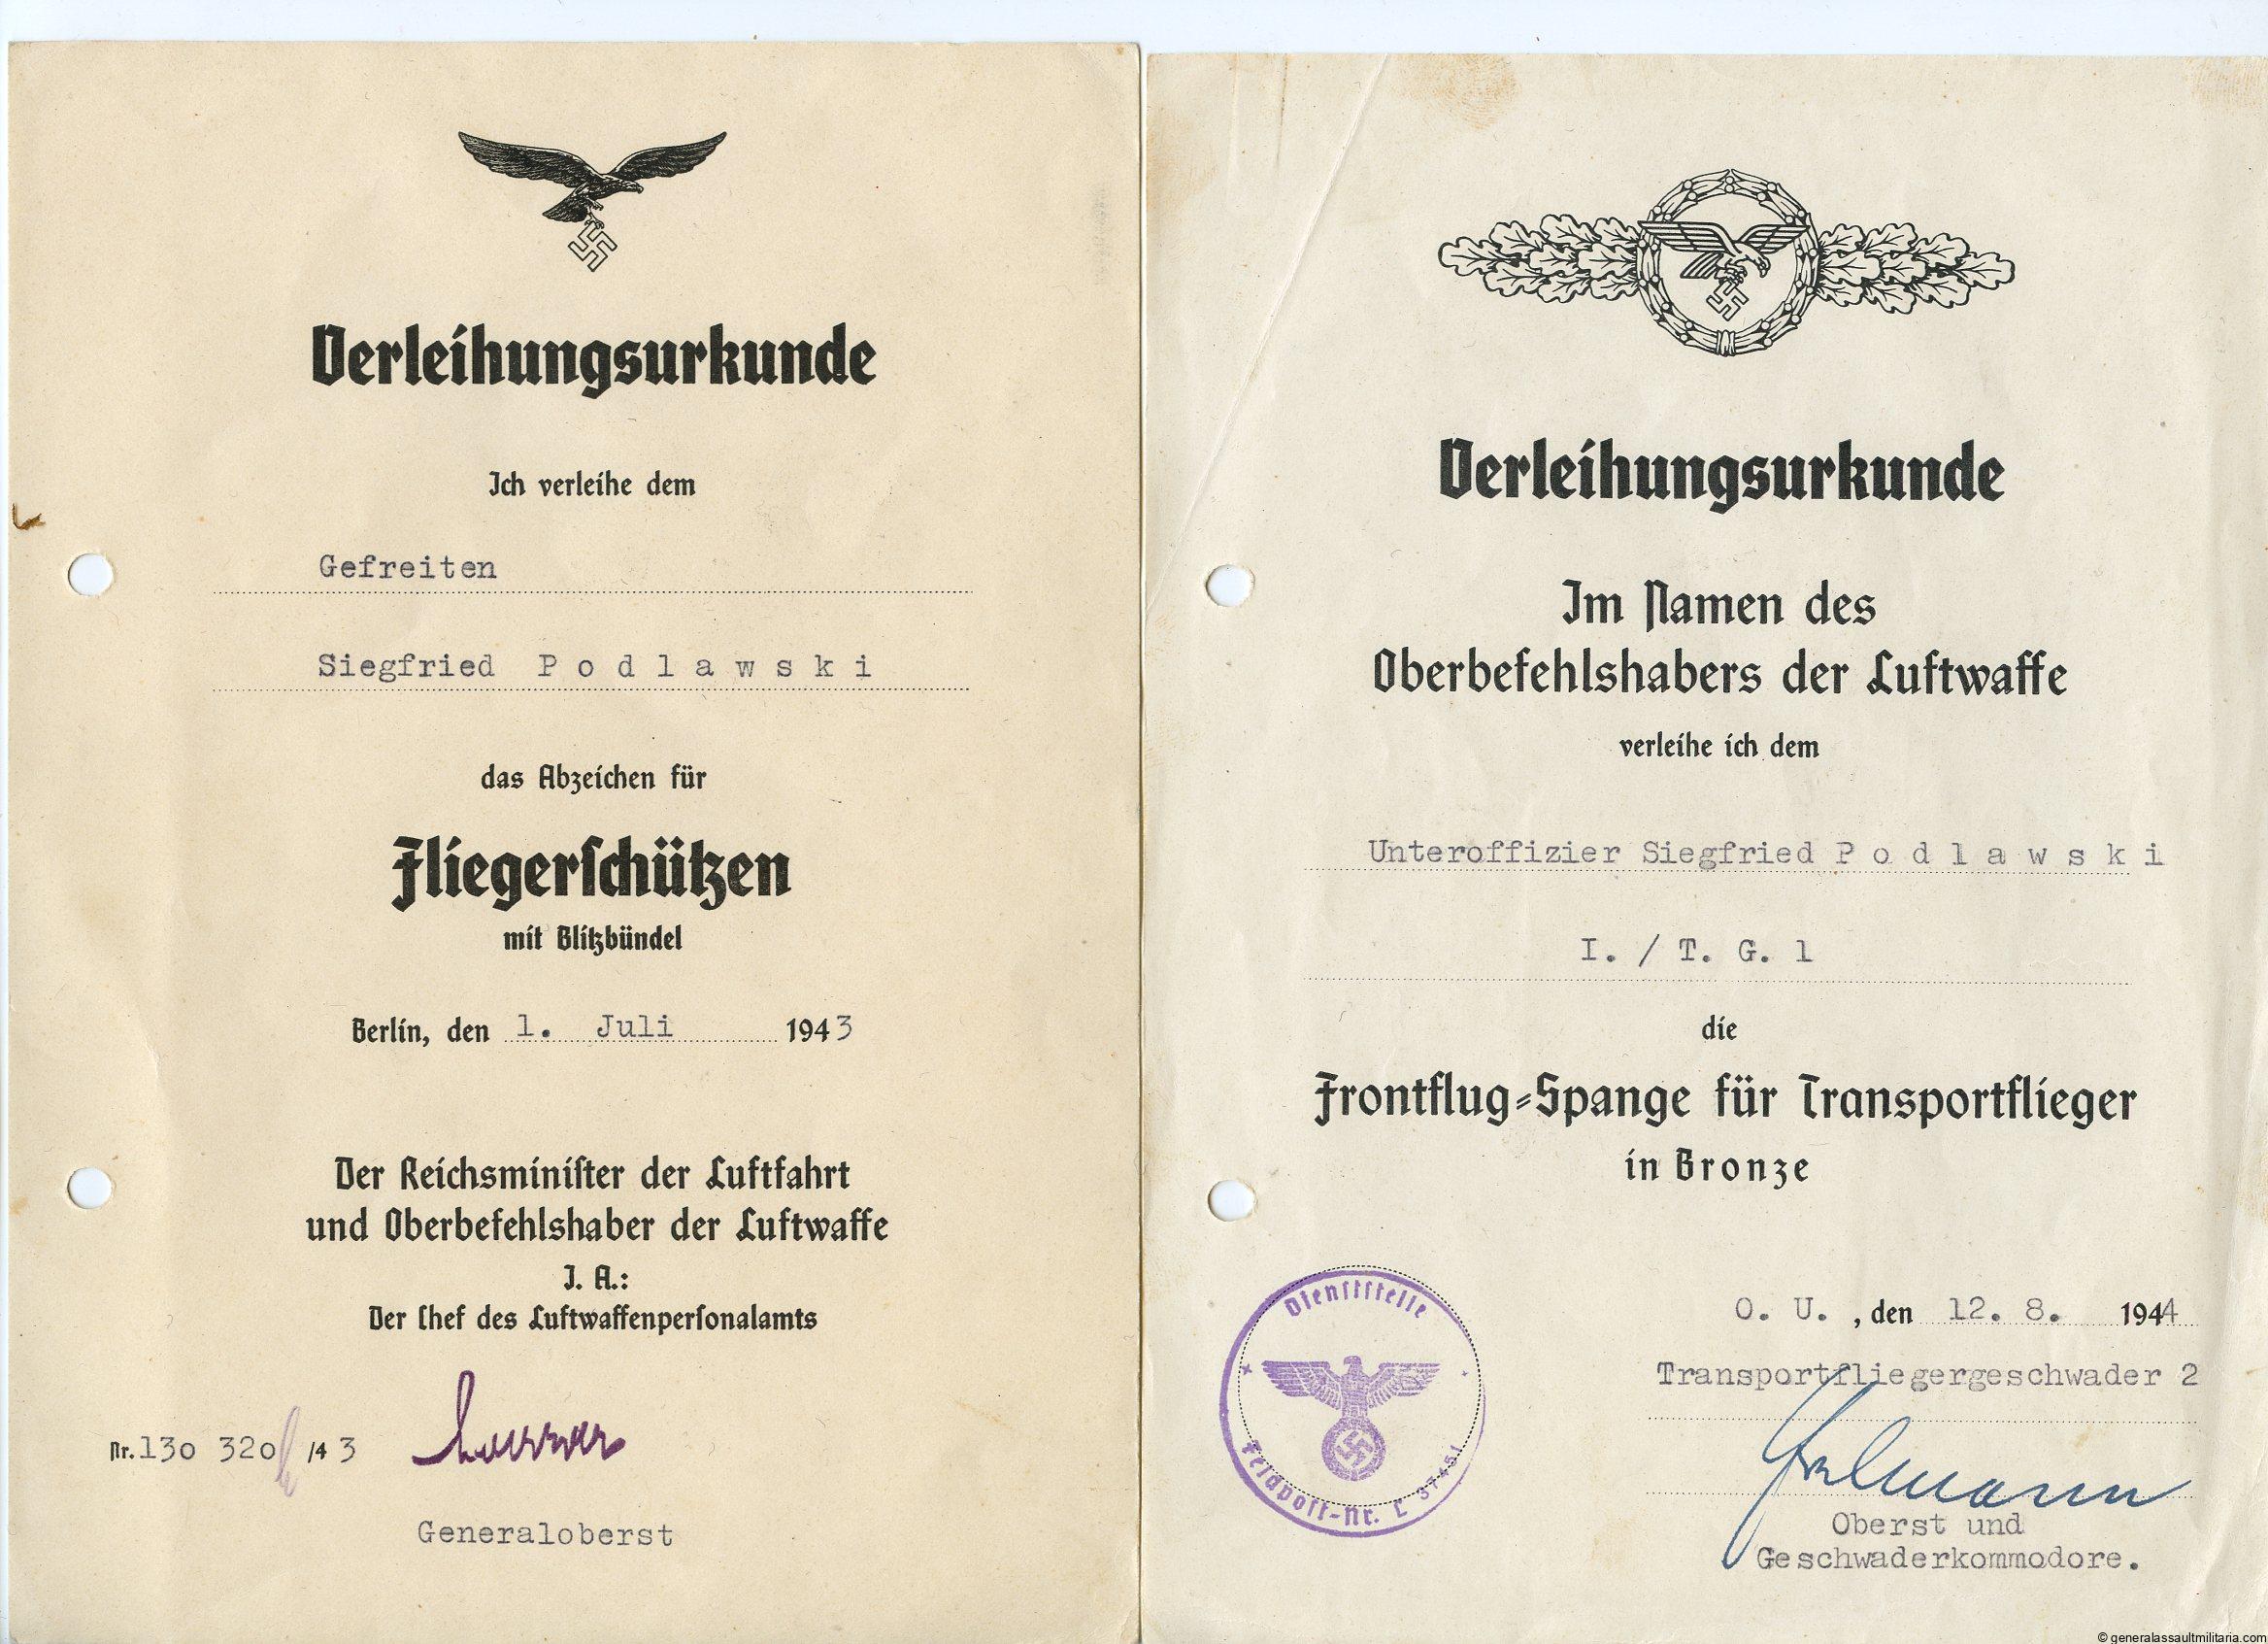 Verleihungsurkunde
Ich verleihe dem
Gefreiten
Siegfried P o d l a w s k i
das Abzeichen für
Fliegerſchützen
mit Blitzbündel
Berlin, den 1. Juli 1943
Der Reichsminiſter der Luftfahrt
und Oberbefehlshaber der Luftwaffe
J. A.:
Der Chef des Luftwaffenperſonalamts
Nr. 130 320 /43
Generaloberst
Verleihungsurkunde
Im Namen des
Oberbefehlshabers der Luftwaffe
verleihe ich dem
Unteroffizier Siegfried P o d l a w s k i
I. / T. G. 1
die
Frontflug-Spange für Transportflieger
in Bronze
O. U. , den 12. 8. 1944
Transportfliegergeschwader 2
Dienſtſtelle
Feldpoſt-Nr. L
Oberst und
Geschwaderkommodore.
© generalassaultmilitaria.com